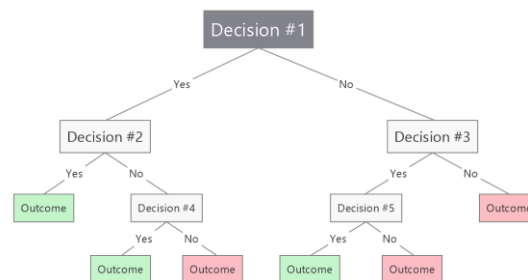 Decision #1
Yes
No
Decision #2
Decision #3
Yes
No
Yes
No
Outcome
Decision #4
Decision #5
Outcome
Yes
No
Yes
No
Outcome
Outcome
Outcome
Outcome